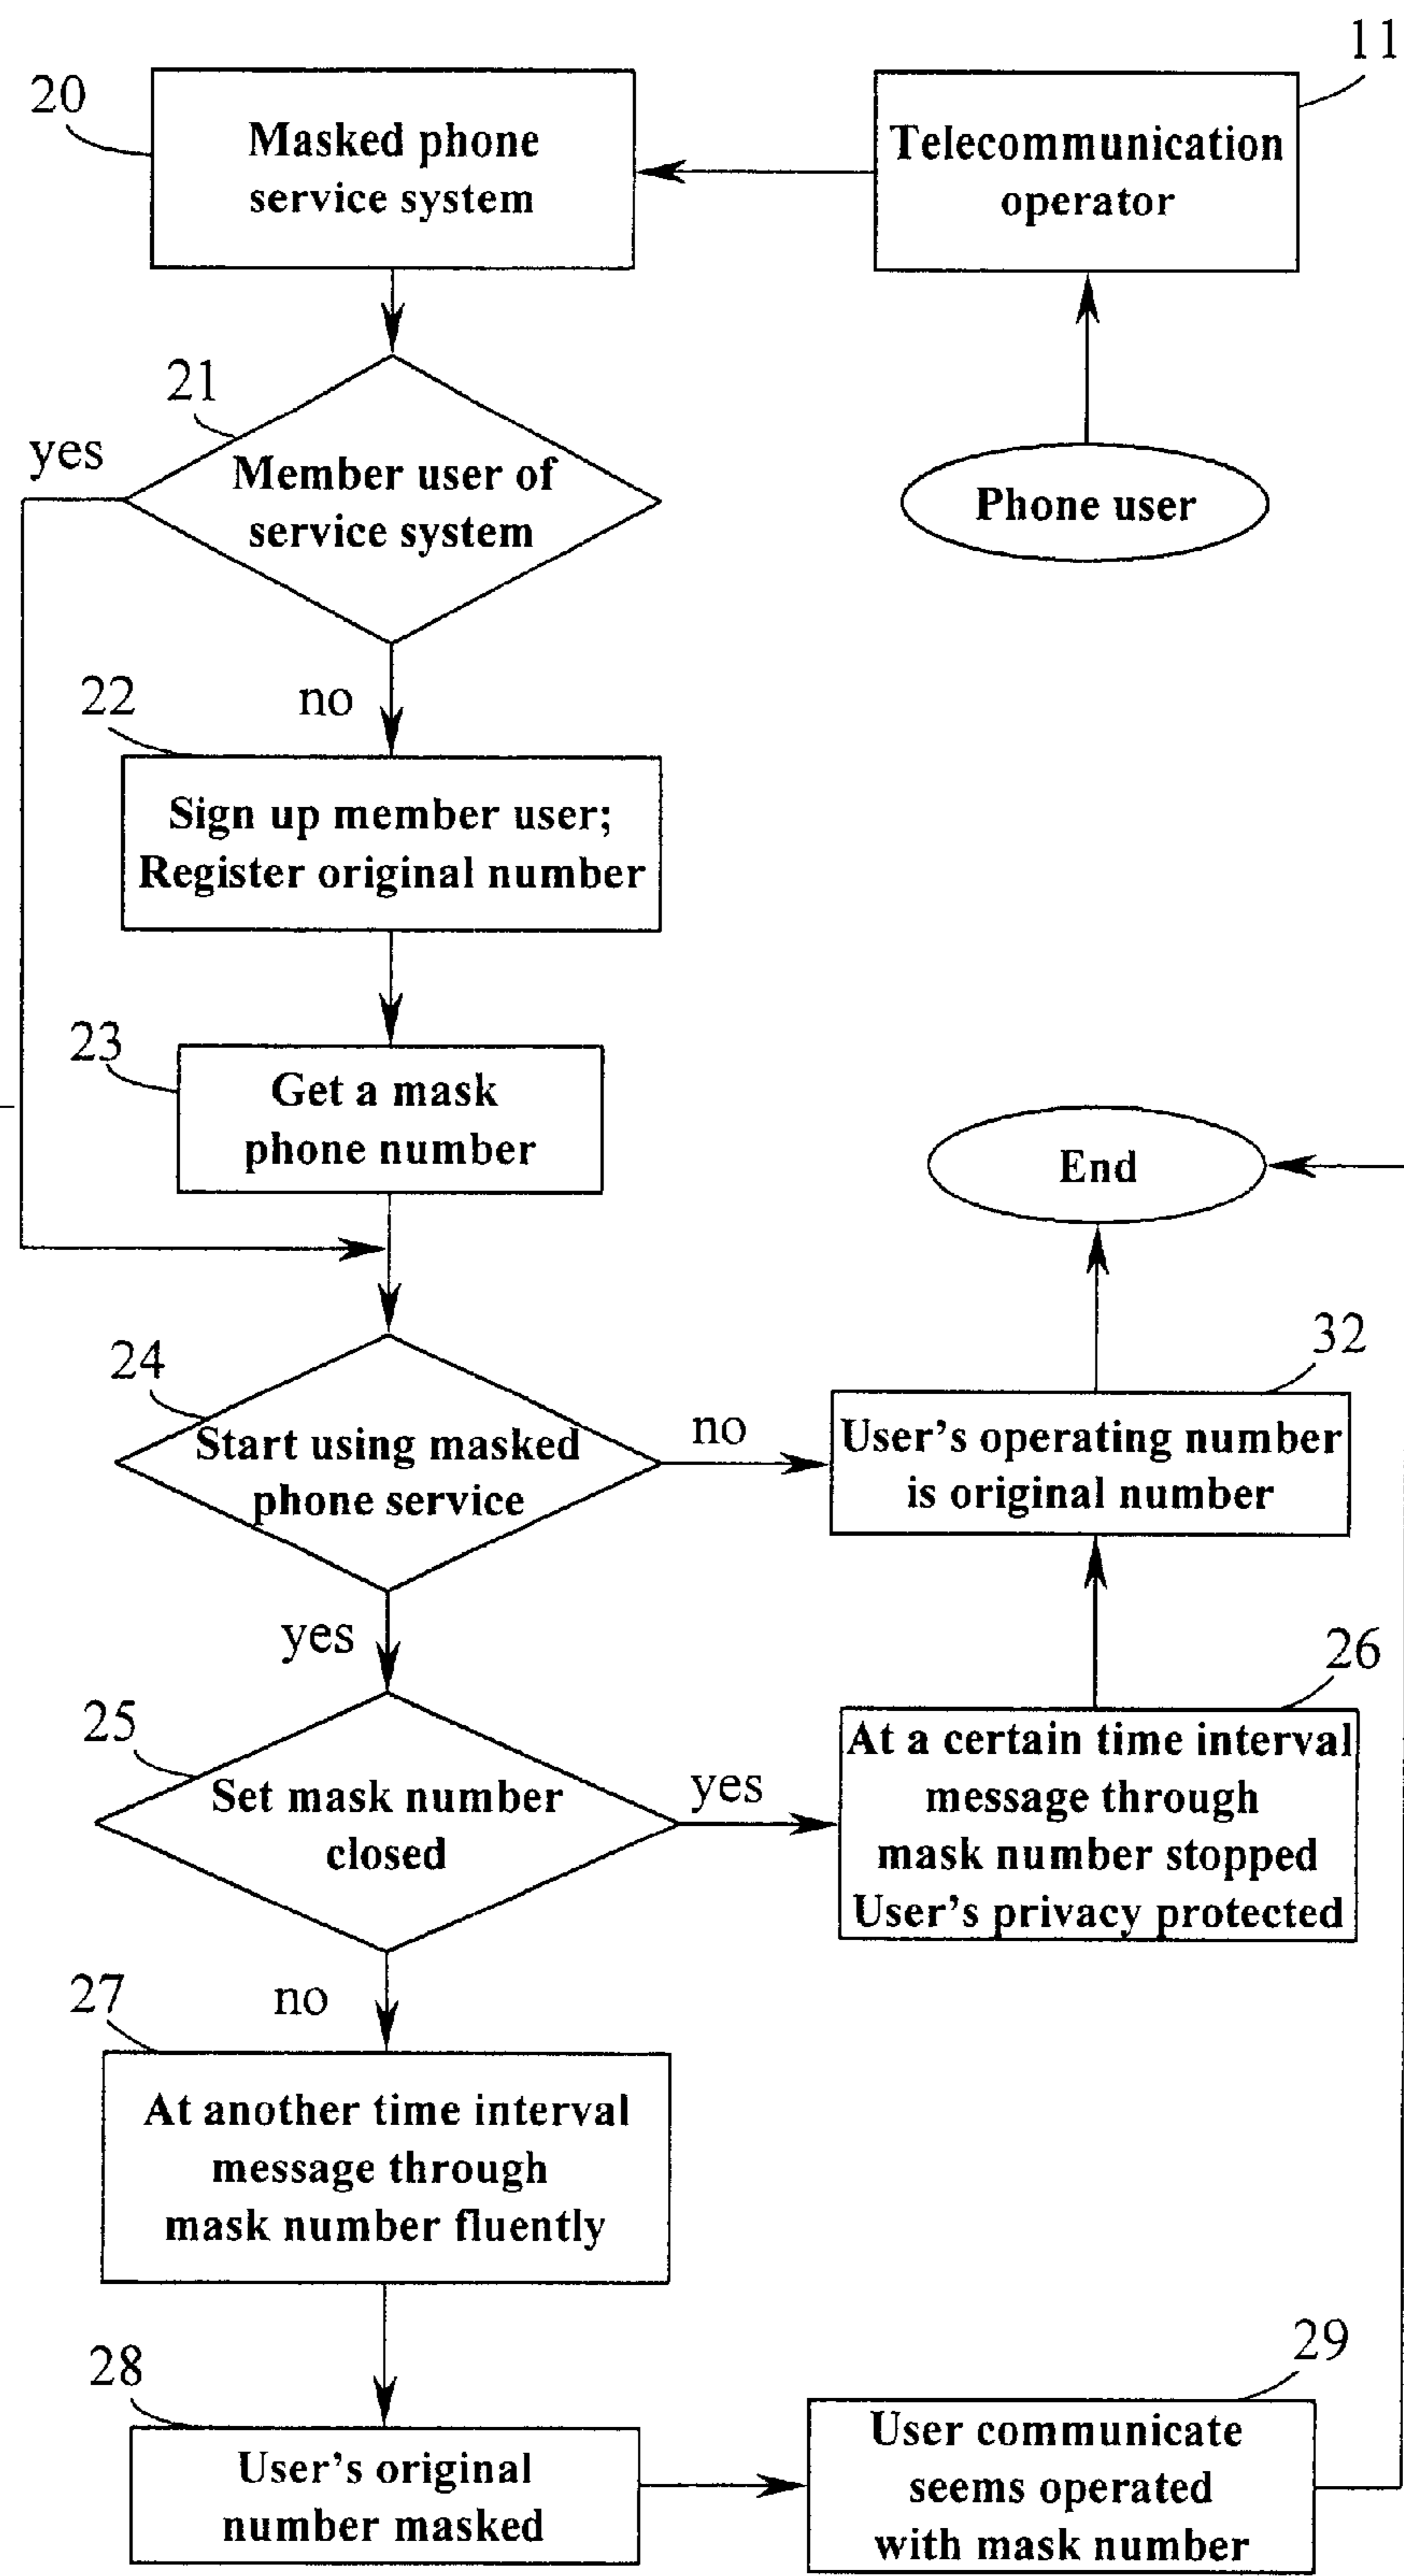 11
20
Masked phone
service system
Telecommunication
operator
21
yes
Member user of
service system
Phone user
no
22
Sign up member user;
Register original number
23
Get a mask
phone number
End
24
Start using masked
phone service
no
32
User's operating number
is original number
yes
25
Set mask number
closed
yes
26
At a certain time interval
message through
mask number stopped
User's privacy protected
no
27
At another time interval
message through
mask number fluently
28
User's original
number masked
29
User communicate
seems operated
with mask number